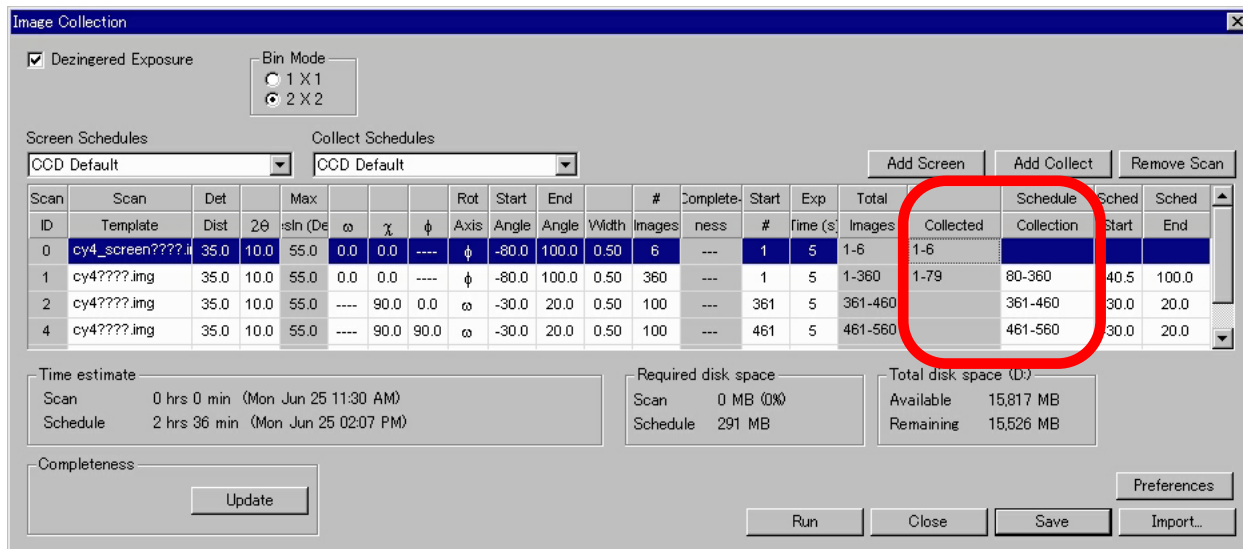 Image Collection
Dezingered Exposure
Bin Mode
1 X 1
2 X 2
Screen Schedules Collect Schedules
CCD Default CCD Default Add Screen Add Collect Remove Scan
Scan Scan Det Max Rot Start End # Complete- Start Exp Total Schedule Sched Sched
ID Template Dist 2θ esln (De ω χ ϕ Axis Angle Angle Width Images ness # Time (s) Images Collected Collection Start End
0 cy4_screen????.i 35.0 10.0 55.0 0.0 0.0 ---- ϕ -80.0 100.0 0.50 6 --- 1 5 1-6 1-6
1 cy4????.img 35.0 10.0 55.0 0.0 0.0 ---- ϕ -80.0 100.0 0.50 360 --- 1 5 1-360 1-79 80-360 40.5 100.0
2 cy4????.img 35.0 10.0 55.0 ---- 90.0 0.0 ω -30.0 20.0 0.50 100 --- 361 5 361-460 361-460 30.0 20.0
4 cy4????.img 35.0 10.0 55.0 ---- 90.0 90.0 ω -30.0 20.0 0.50 100 --- 461 5 461-560 461-560 30.0 20.0
Time estimate Required disk space Total disk space (D:)
Scan 0 hrs 0 min (Mon Jun 25 11:30 AM) Scan 0 MB (0%) Available 15,817 MB
Schedule 2 hrs 36 min (Mon Jun 25 02:07 PM) Schedule 291 MB Remaining 15,526 MB
Completeness
Update
Preferences
Run Close Save Import...